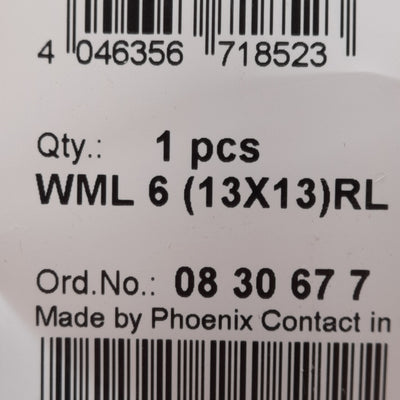 4 046356 718523
Qty.: 1 pcs
WML 6 (13X13)RL
Ord.No.: 08 30 67 7
Made by Phoenix Contact in